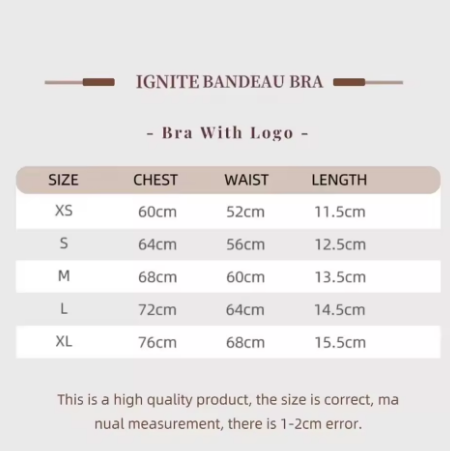 IGNITE BANDEAU BRA
- Bra With Logo -
SIZE CHEST WAIST LENGTH
XS 60cm 52cm 11.5cm
S 64cm 56cm 12.5cm
M 68cm 60cm 13.5cm
L 72cm 64cm 14.5cm
XL 76cm 68cm 15.5cm
This is a high quality product, the size is correct, ma
nual measurement, there is 1-2cm error.